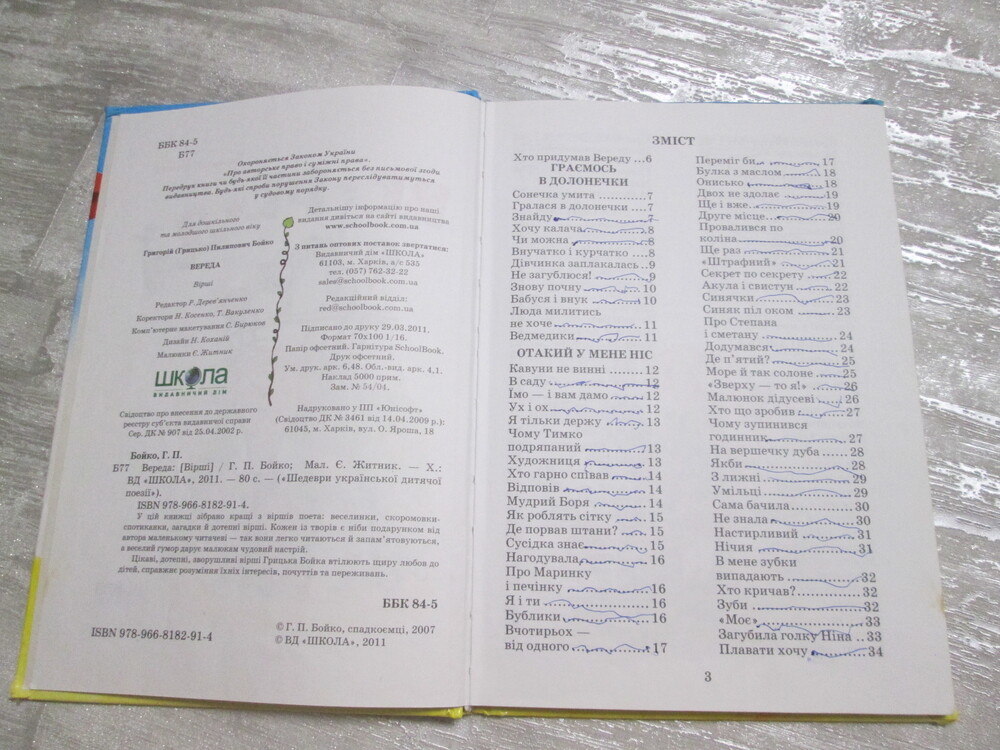 ББК 84-5
Б77
Охороняється Законом України
«Про авторське право і суміжні права».
Передрук книги чи будь-якої її частини забороняється без письмової згоди
видавництва. Будь-які спроби порушення Закону переслідуватимуться
у судовому порядку.
Для дошкільного
та молодшого шкільного віку
Григорій (Грицько) Пилипович Бойко
ВЕРЕДА
Вірші
Редактор Р. Дерев'янченко
Коректори Н. Косенко, Т. Вакуленко
Комп'ютерне макетування С. Бирюков
Дизайн Н. Коханій
Малюнки Є. Житник
ШКОЛА
ВИДАВНИЧИЙ ДІМ
Свідоцтво про внесення до державного
реєстру суб'єкта видавничої справи
Сер. ДК № 907 від 25.04.2002 р.
Детальнішу інформацію про наші
видання дивіться на сайті видавництва
www.schoolbook.com.ua
З питань оптових поставок звертатися:
Видавничий дім «ШКОЛА»
61103, м. Харків, а/с 535
тел. (057) 762-32-22
sales@schoolbook.com.ua
Редакційний відділ:
red@schoolbook.com.ua
Підписано до друку 29.03.2011.
Формат 70х100 1/16.
Папір офсетний. Гарнітура SchoolBook.
Друк офсетний.
Ум. друк. арк. 6,48. Обл.-вид. арк. 4,1.
Наклад 5000 прим.
Зам. № 54/04.
Надруковано у ПП «Юнісофт»
(Свідоцтво ДК № 3461 від 14.04.2009 р.):
61045, м. Харків, вул. О. Яроша, 18
Бойко, Г. П.
Б77 Вереда: [Вірші] / Г. П. Бойко; Мал. Є. Житник. — Х.:
ВД «ШКОЛА», 2011. — 80 с. — («Шедеври української дитячої
поезії»).
ISBN 978-966-8182-91-4.
У цій книжці зібрано кращі з віршів поета: веселинки, скоромовки-
спотиканки, загадки й дотепні вірші. Кожен із творів є ніби подарунком від
автора маленькому читачеві — так вони легко читаються й запам'ятовуються,
а веселий гумор дарує малюкам чудовий настрій.
Цікаві, дотепні, зворушливі вірші Грицька Бойка втілюють щиру любов до
дітей, справжнє розуміння їхніх інтересів, почуттів та переживань.
ББК 84-5
ISBN 978-966-8182-91-4
© Г. П. Бойко, спадкоємці, 2007
© ВД «ШКОЛА», 2011
ЗМІСТ
Хто придумав Вереду ...6
ГРАЄМОСЬ
В ДОЛОНЕЧКИ
Сонечка умита ............ 7
Гралася в долонечки ..... 7
Знайду ............ 7
Хочу калача ............ 8
Чи можна ............ 8
Внучатко і курчатко .... 8
Дівчинка заплакалась .. 9
Не загублюся! ............ 9
Знову почну ............ 10
Бабуся і внук ............ 10
Люда милитись
не хоче ............ 11
Ведмедики ............ 11
ОТАКИЙ У МЕНЕ НІС
Кавуни не винні ........ 12
В саду ............ 12
Їмо — і вам дамо ........ 12
Ух і ох ............ 12
Я тільки держу ........ 13
Чому Тимко
подряпаний ............ 13
Художниця ............ 13
Хто гарно співав ........ 14
Відповів ............ 14
Мудрий Боря ............ 14
Як роблять сітку ........ 15
Де порвав штани? ...... 15
Сусідка знає ............ 15
Нагодувала ............ 16
Про Маринку
і печінку ............ 16
Я і ти ............ 16
Бублики ............ 16
Вчотирьох —
від одного ............ 17
Переміг би ............ 17
Булка з маслом ........ 18
Онисько ............ 18
Двох не здолає ........ 19
Ще і вже ............ 19
Друге місце ............ 20
Провалився по
коліна ............ 20
Ще раз ............ 21
«Штрафний» ............ 21
Секрет по секрету ...... 22
Акула і свистун ........ 22
Синячки ............ 23
Синяк піл оком ........ 23
Про Степана
і сметану ............ 24
Додумався ............ 24
Де п'ятий? ............ 25
Море й так солоне ..... 25
«Зверху — то я!» ...... 26
Малюнок дідусеві ...... 26
Хто що зробив ........ 27
Чому зупинився
годинник ............ 27
На вершечку дуба ...... 28
Якби ............ 28
З лижні ............ 29
Умільці ............ 29
Сама бачила ............ 30
Не знала ............ 30
Настирливий ............ 31
Нічия ............ 31
В мене зубки
випадають ............ 32
Хто кричав? ............ 32
Зуби ............ 32
«Моє» ............ 33
Загубила голку Ніна .. 33
Плавати хочу ............ 34
3